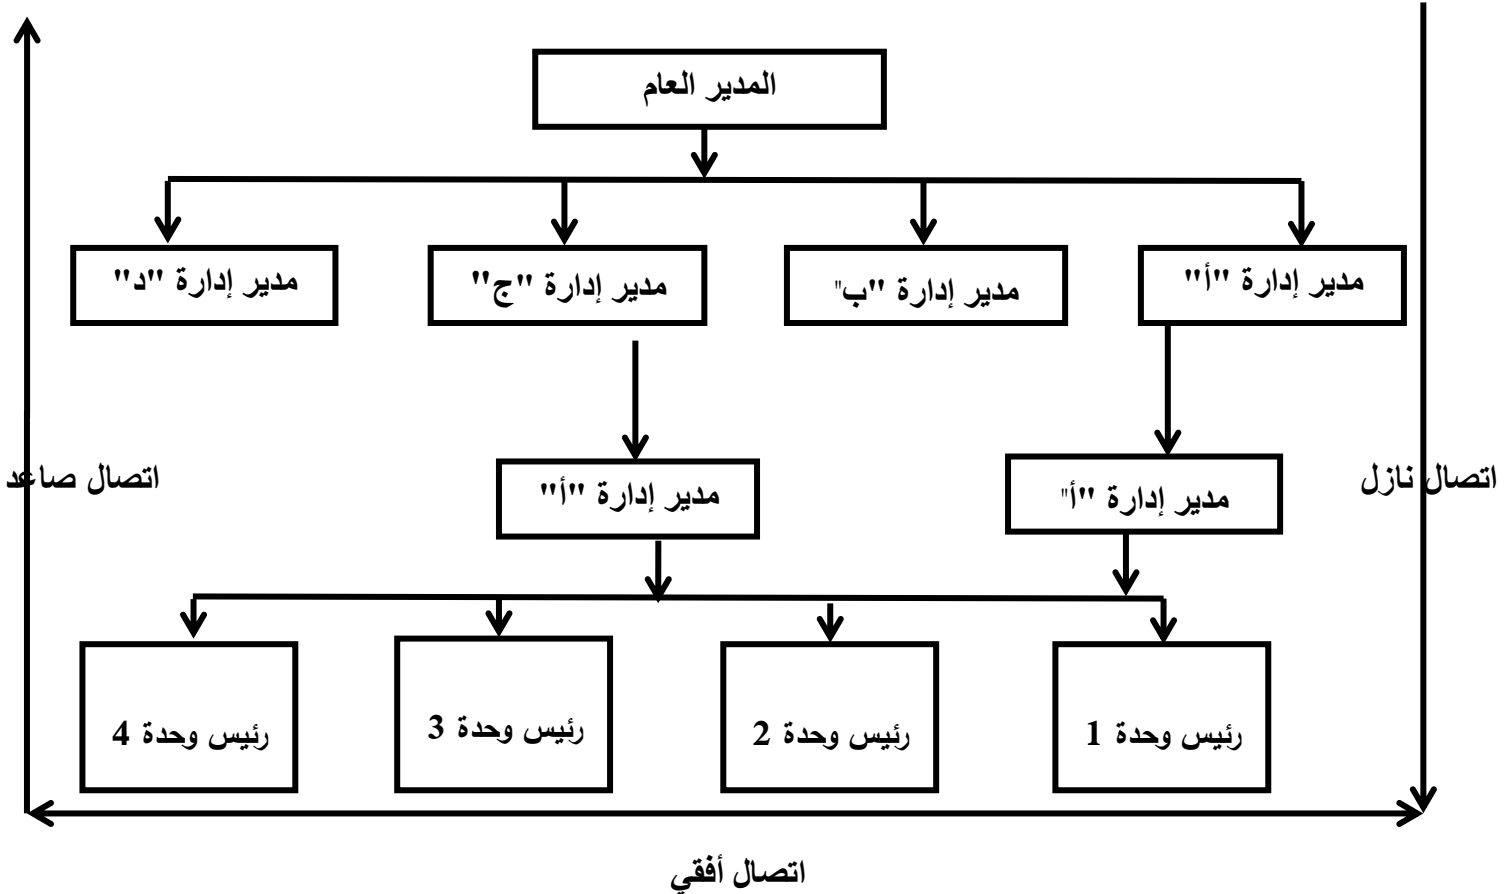 المدير العام
مدير إدارة "أ"
مدير إدارة "ب"
مدير إدارة "ج"
مدير إدارة "د"
اتصال نازل
مدير إدارة "أ"
مدير إدارة "أ"
اتصال صاعد
رئيس وحدة 1
رئيس وحدة 2
رئيس وحدة 3
رئيس وحدة 4
اتصال أفقي